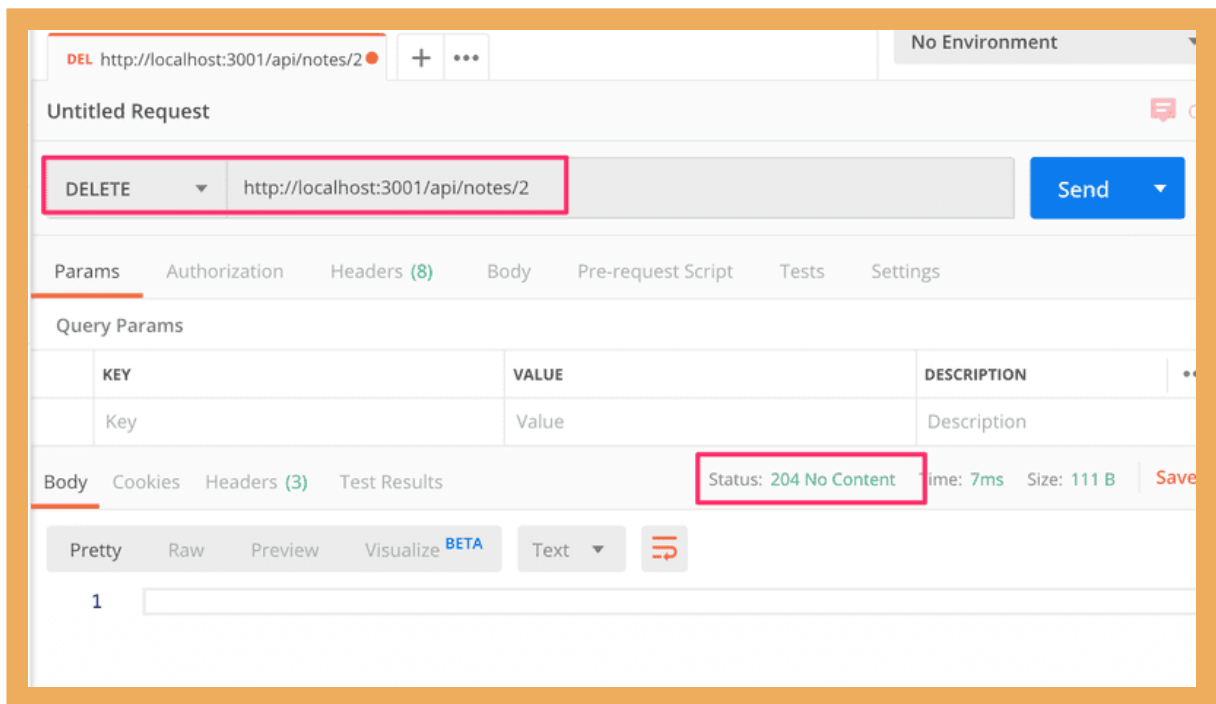 DEL http://localhost:3001/api/notes/2
No Environment
Untitled Request
DELETE http://localhost:3001/api/notes/2 Send
Params Authorization Headers (8) Body Pre-request Script Tests Settings
Query Params
KEY VALUE DESCRIPTION
Key Value Description
Body Cookies Headers (3) Test Results Status: 204 No Content Time: 7ms Size: 111 B Save
Pretty Raw Preview Visualize BETA Text
1